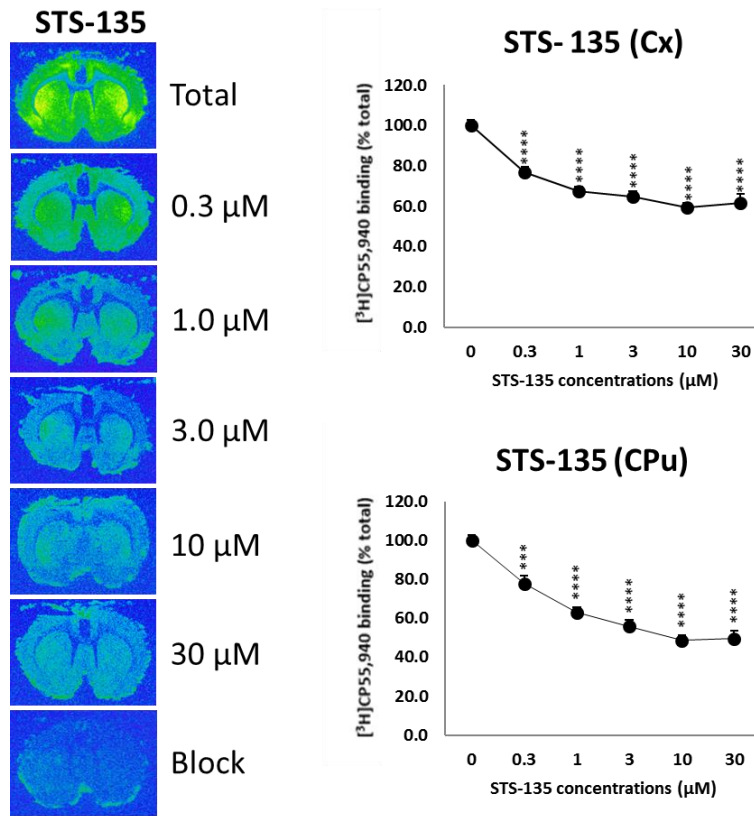 STS-135
Total
0.3 µM
1.0 µM
3.0 µM
10 µM
30 µM
Block
STS- 135 (Cx)
[³H]CP55,940 binding (% total)
120.0
100.0
80.0
60.0
40.0
20.0
0.0
****
****
****
****
****
0 0.3 1 3 10 30
STS-135 concentrations (µM)
STS-135 (CPu)
[³H]CP55,940 binding (% total)
120.0
100.0
80.0
60.0
40.0
20.0
0.0
***
****
****
****
****
0 0.3 1 3 10 30
STS-135 concentrations (µM)